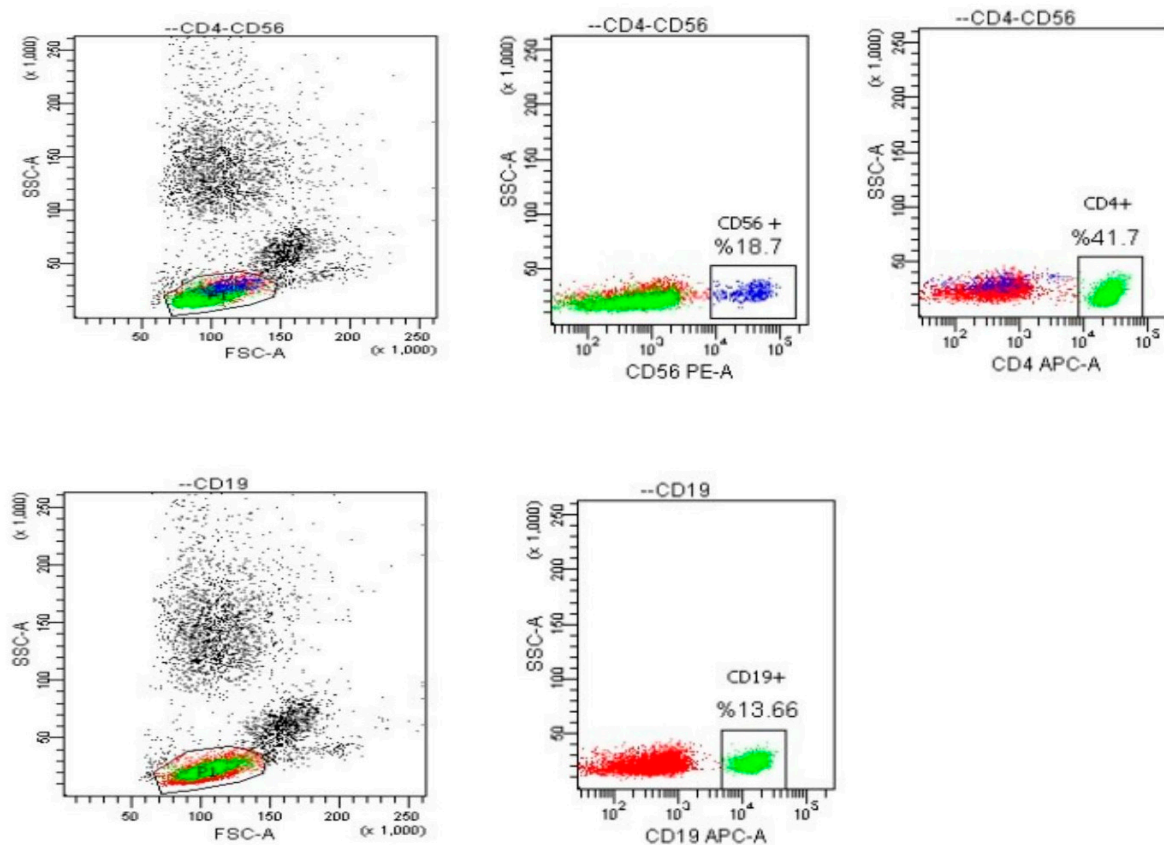 --CD4-CD56
(x 1,000)
250
200
150
100
50
SSC-A
P1
50 100 150 200 250
FSC-A (x 1,000)
--CD4-CD56
(x 1,000)
250
200
150
100
50
SSC-A
CD56 +
%18.7
10² 10³ 10⁴ 10⁵
CD56 PE-A
--CD4-CD56
(x 1,000)
250
200
150
100
50
SSC-A
CD4+
%41.7
10² 10³ 10⁴ 10⁵
CD4 APC-A
--CD19
(x 1,000)
250
200
150
100
50
SSC-A
P1
50 100 150 200 250
(x 1,000)
FSC-A
--CD19
(x 1,000)
250
200
150
100
50
SSC-A
CD19+
%13.66
10² 10³ 10⁴ 10⁵
CD19 APC-A